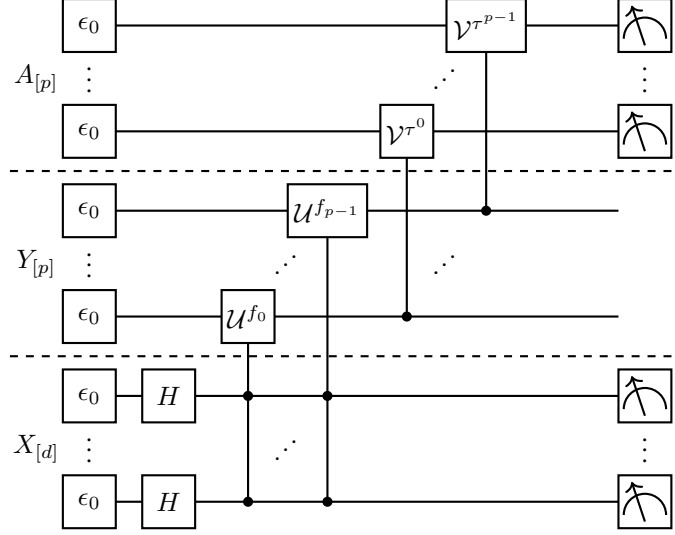 ϵ₀ 𝒱^{τ^{p−1}}
A_{[p]} ⋮ ⋰ ⋮
ϵ₀ 𝒱^{τ^0}
ϵ₀ 𝒰^{f_{p−1}}
Y_{[p]} ⋮ ⋰ ⋰
ϵ₀ 𝒰^{f_0}
ϵ₀ H
X_{[d]} ⋮ ⋰ ⋮
ϵ₀ H